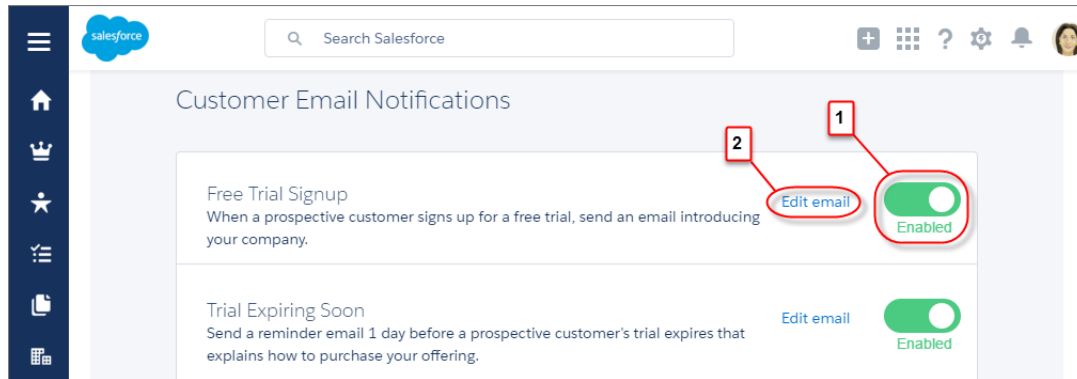 salesforce
Search Salesforce
?
Customer Email Notifications
1
2
Free Trial Signup
When a prospective customer signs up for a free trial, send an email introducing
your company.
Edit email
Enabled
Trial Expiring Soon
Send a reminder email 1 day before a prospective customer's trial expires that
explains how to purchase your offering.
Edit email
Enabled